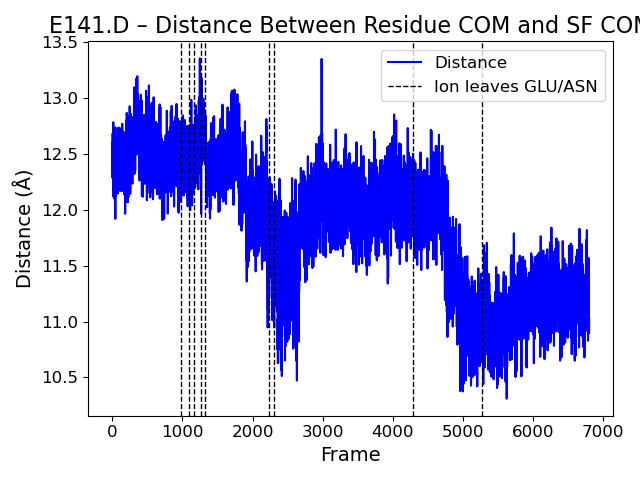 E141.D – Distance Between Residue COM and SF COM
13.5
13.0
12.5
12.0
11.5
11.0
10.5
Distance (Å)
Distance
Ion leaves GLU/ASN
0 1000 2000 3000 4000 5000 6000 7000
Frame